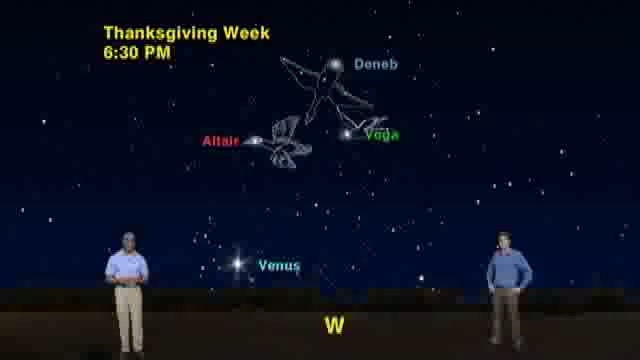 Thanksgiving Week
6:30 PM
Deneb
Altair
Vega
Venus
W